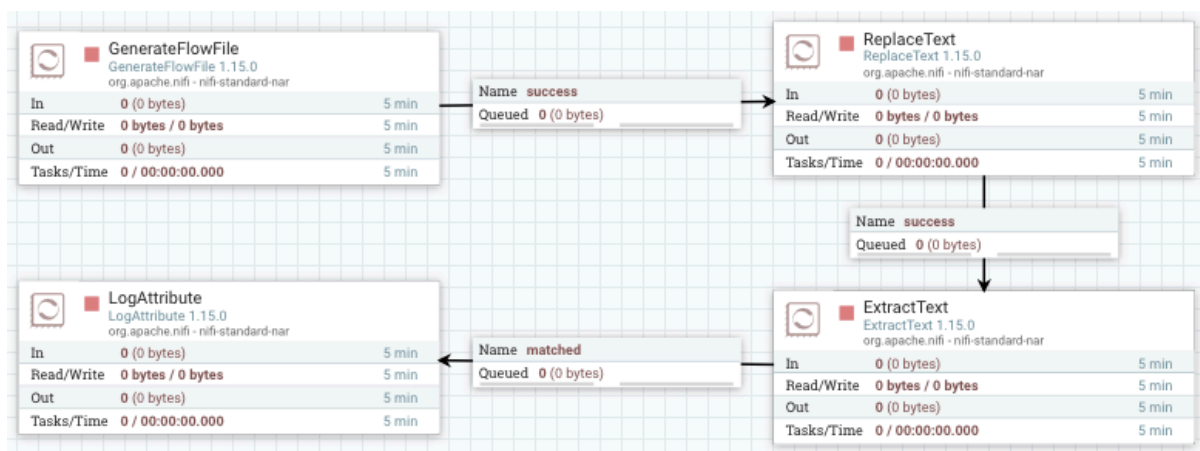 GenerateFlowFile
GenerateFlowFile 1.15.0
org.apache.nifi - nifi-standard-nar
In 0 (0 bytes) 5 min
Read/Write 0 bytes / 0 bytes 5 min
Out 0 (0 bytes) 5 min
Tasks/Time 0 / 00:00:00.000 5 min
Name success
Queued 0 (0 bytes)
ReplaceText
ReplaceText 1.15.0
org.apache.nifi - nifi-standard-nar
In 0 (0 bytes) 5 min
Read/Write 0 bytes / 0 bytes 5 min
Out 0 (0 bytes) 5 min
Tasks/Time 0 / 00:00:00.000 5 min
Name success
Queued 0 (0 bytes)
ExtractText
ExtractText 1.15.0
org.apache.nifi - nifi-standard-nar
In 0 (0 bytes) 5 min
Read/Write 0 bytes / 0 bytes 5 min
Out 0 (0 bytes) 5 min
Tasks/Time 0 / 00:00:00.000 5 min
Name matched
Queued 0 (0 bytes)
LogAttribute
LogAttribute 1.15.0
org.apache.nifi - nifi-standard-nar
In 0 (0 bytes) 5 min
Read/Write 0 bytes / 0 bytes 5 min
Out 0 (0 bytes) 5 min
Tasks/Time 0 / 00:00:00.000 5 min